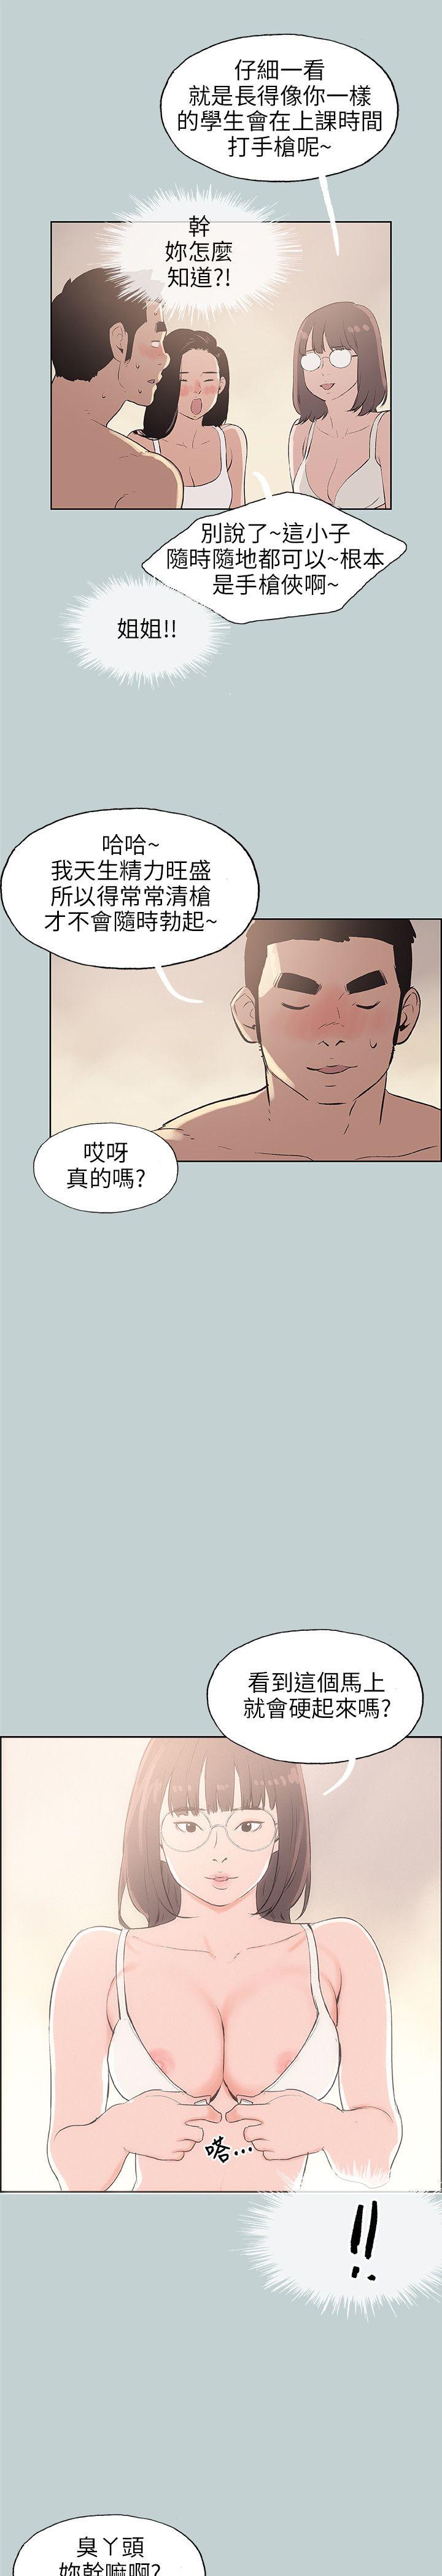 仔細一看
就是長得像你一樣
的學生會在上課時間
打手槍呢~
幹
妳怎麼
知道?!
別說了~這小子
隨時隨地都可以~根本
是手槍俠啊~
姐姐!!
哈哈~
我天生精力旺盛
所以得常常清槍
才不會隨時勃起~
哎呀
真的嗎?
看到這個馬上
就會硬起來嗎?
嗒...
!!
臭丫頭
妳幹嘛啊?